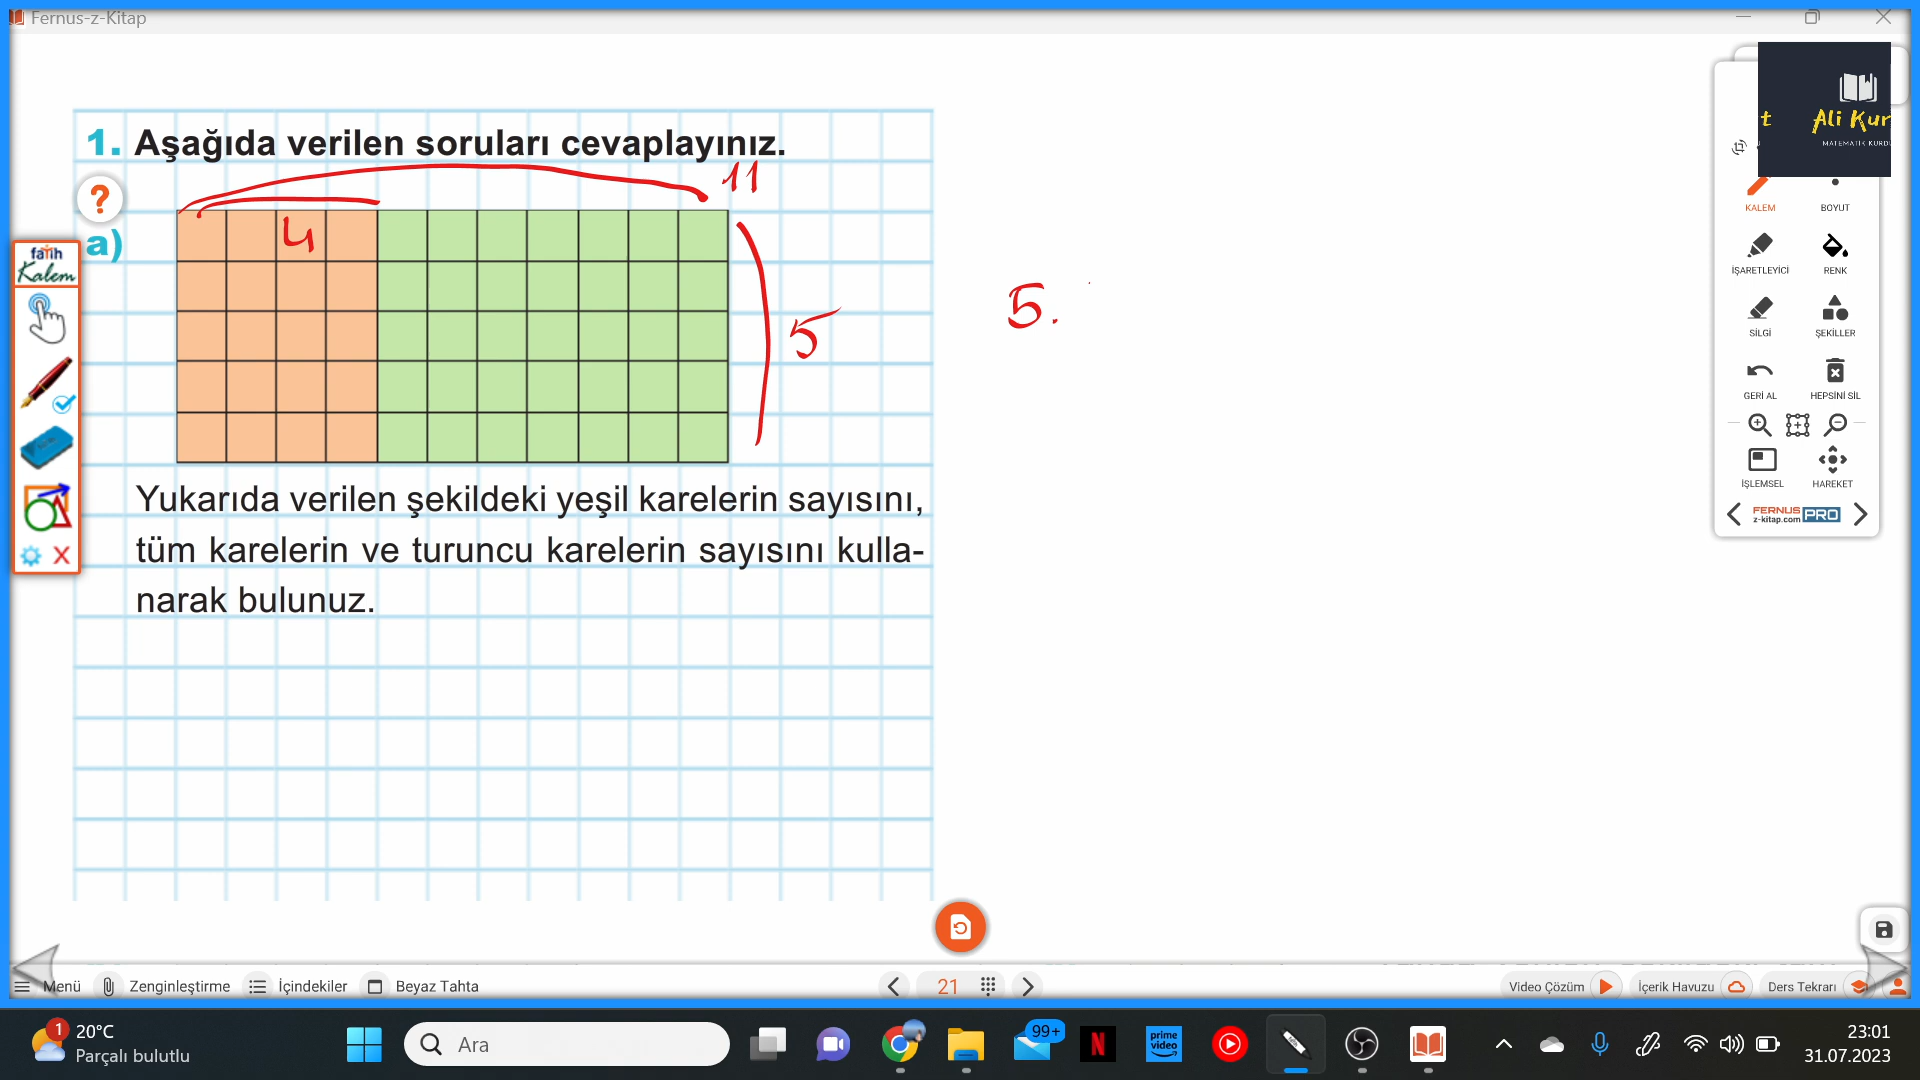 Fernus-z-Kitap
1. Aşağıda verilen soruları cevaplayınız.
11
?
a)
4
5
5.
Yukarıda verilen şekildeki yeşil karelerin sayısını,
tüm karelerin ve turuncu karelerin sayısını kulla-
narak bulunuz.
fatih
Kalem
t Ali Kur
MATEMATİK KURDU
KALEM BOYUT
İŞARETLEYİCİ RENK
SİLGİ ŞEKİLLER
GERİ AL HEPSİNİ SİL
İŞLEMSEL HAREKET
FERNUS PRO
z-kitap.com
Menü Zenginleştirme İçindekiler Beyaz Tahta 21 Video Çözüm İçerik Havuzu Ders Tekrarı
1 20°C
Parçalı bulutlu
Ara
99+
N
prime
video
23:01
31.07.2023